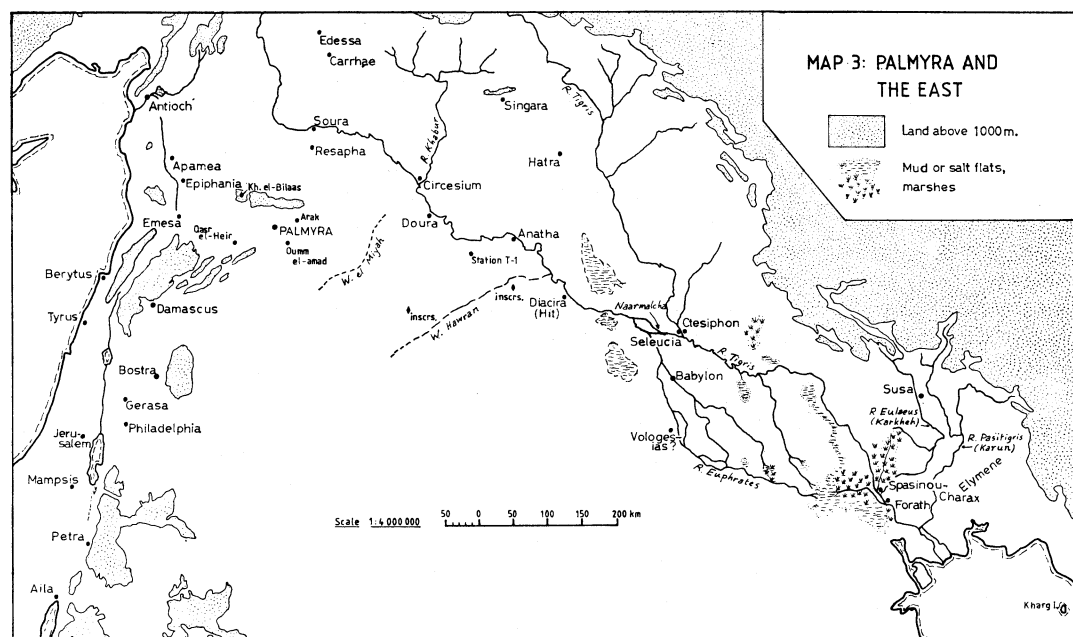 MAP 3: PALMYRA AND
THE EAST
Land above 1000m.
Mud or salt flats,
marshes
Edessa
Carrhae
Antioch
Singara
R. Tigris
R. Khabur
Soura
Resapha
Hatra
Apamea
Epiphania
Kh. el-Bilaas
Circesium
Emesa
Qasr
el-Heir
Arak
PALMYRA
Oumm
el-amad
Doura
Anatha
Station T-1
W. el Miyah
Berytus
Damascus
Tyrus
inscrs.
inscrs.
W. Hawran
Diacira
(Hit)
Naarmalcha
Ctesiphon
Seleucia
R. Tigris
Bostra
Babylon
Gerasa
Philadelphia
Susa
R. Eulaeus
(Karkheh)
Jeru-
salem
Vologes-
ias?
R. Pasitigris
(Karun)
R. Euphrates
Elymene
Mampsis
Spasinou-
Charax
Forath
Petra
Scale 1:4 000 000
50 0 50 100 150 200 km
Aila
Kharg I.